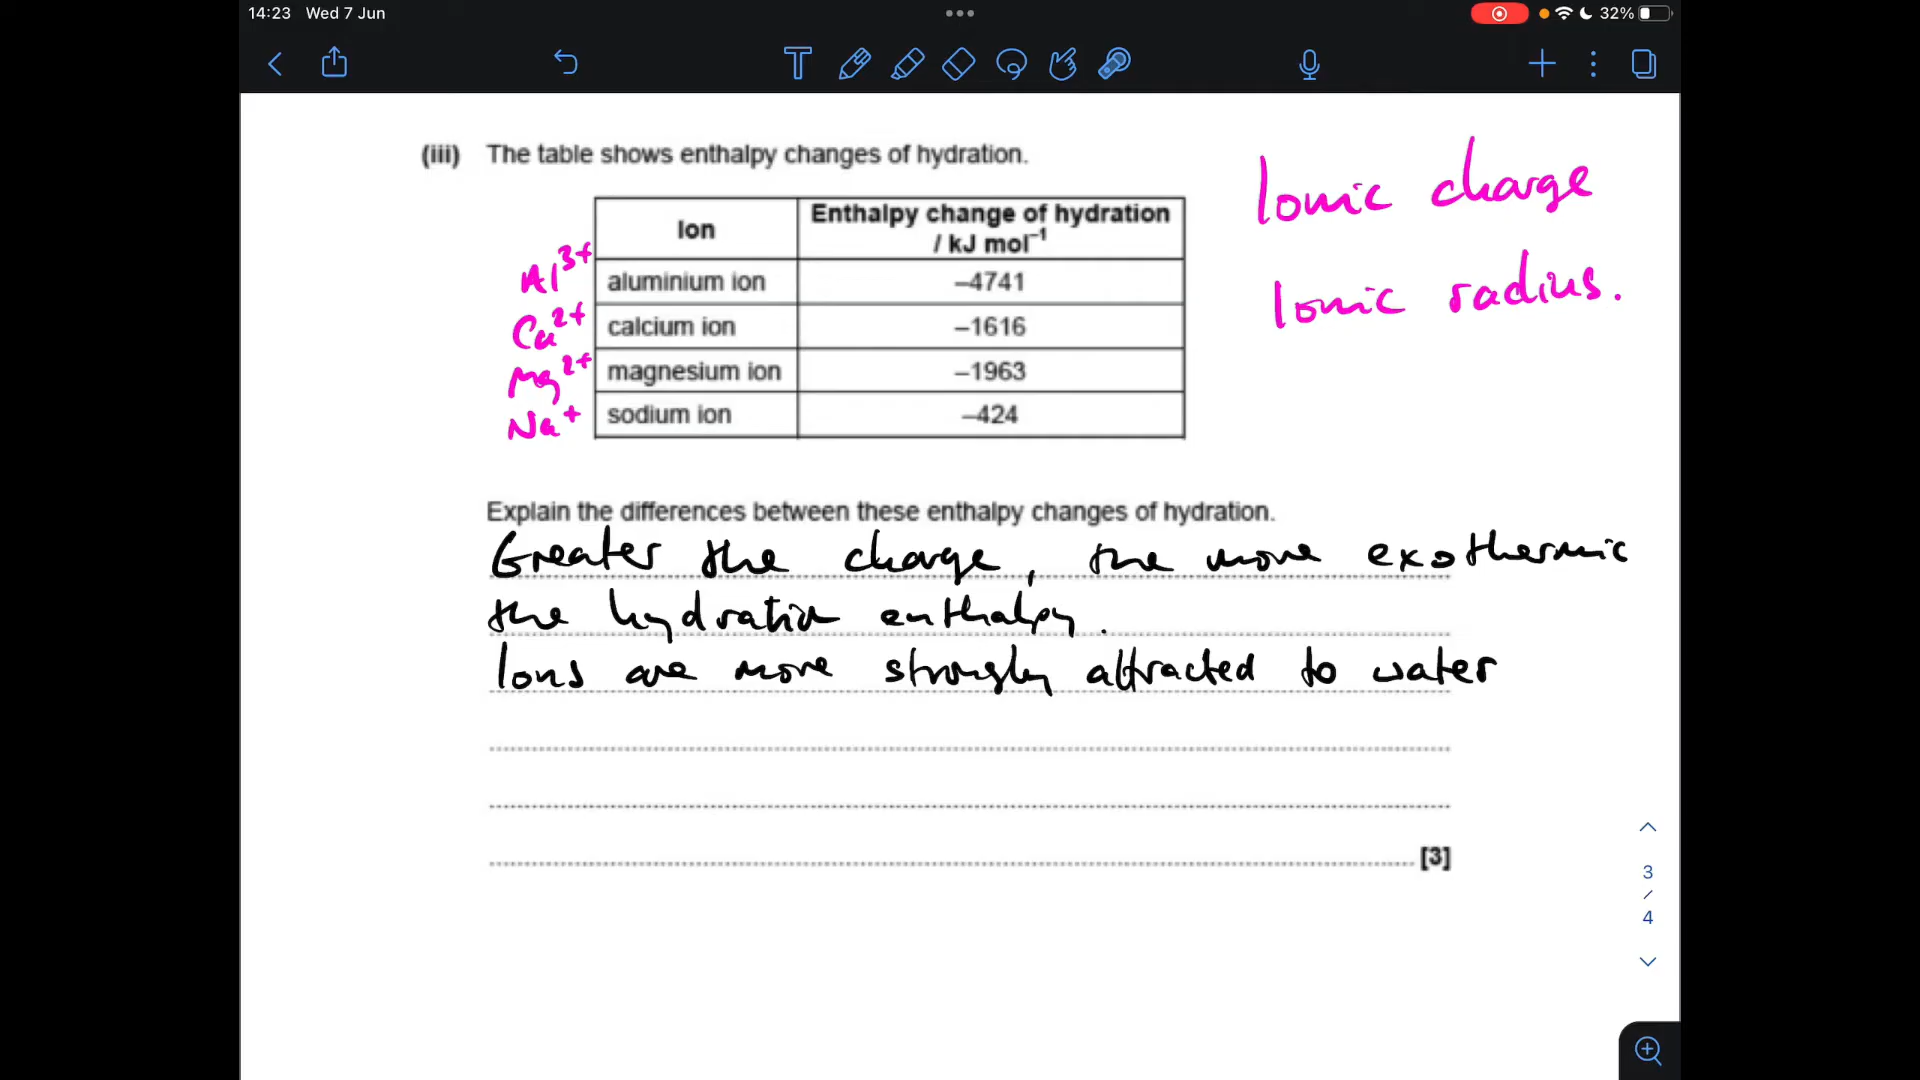 14:23 Wed 7 Jun
32%
(iii) The table shows enthalpy changes of hydration.
Ionic charge
Ionic radius.
Ion Enthalpy change of hydration / kJ mol⁻¹
Al³⁺ aluminium ion –4741
Ca²⁺ calcium ion –1616
Mg²⁺ magnesium ion –1963
Na⁺ sodium ion –424
Explain the differences between these enthalpy changes of hydration.
Greater the charge, the more exothermic
the hydration enthalpy.
Ions are more strongly attracted to water
[3]
3
/
4